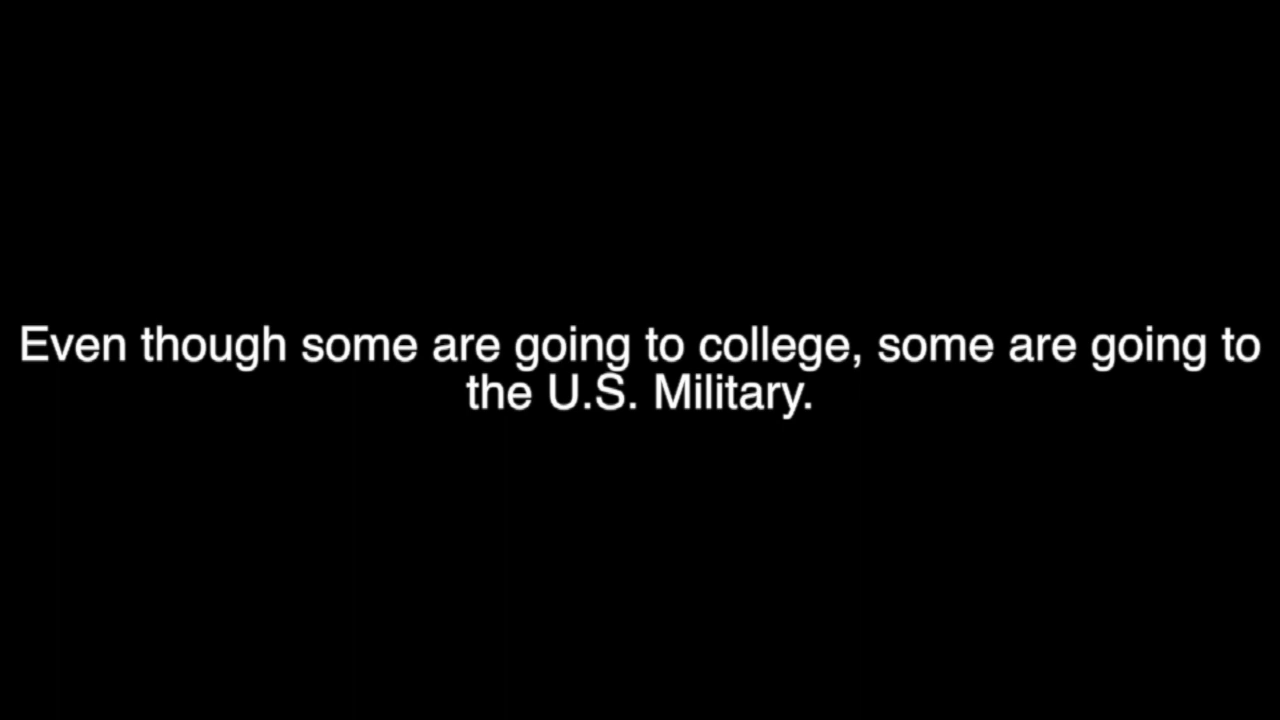 Even though some are going to college, some are going to
the U.S. Military.